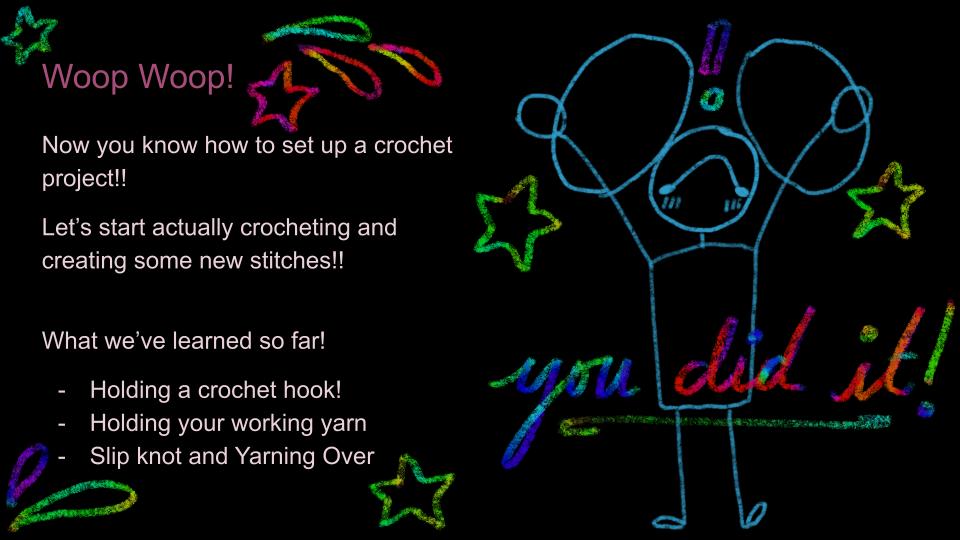 Woop Woop!
Now you know how to set up a crochet
project!!
Let’s start actually crocheting and
creating some new stitches!!
What we’ve learned so far!
- Holding a crochet hook!
- Holding your working yarn
- Slip knot and Yarning Over
!
you did it!